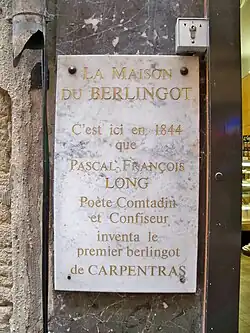 LA MAISON
DU BERLINGOT
C'est ici en 1844
que
PASCAL FRANÇOIS
LONG
Poète Comtadin
et Confiseur
inventa le
premier berlingot
de CARPENTRAS